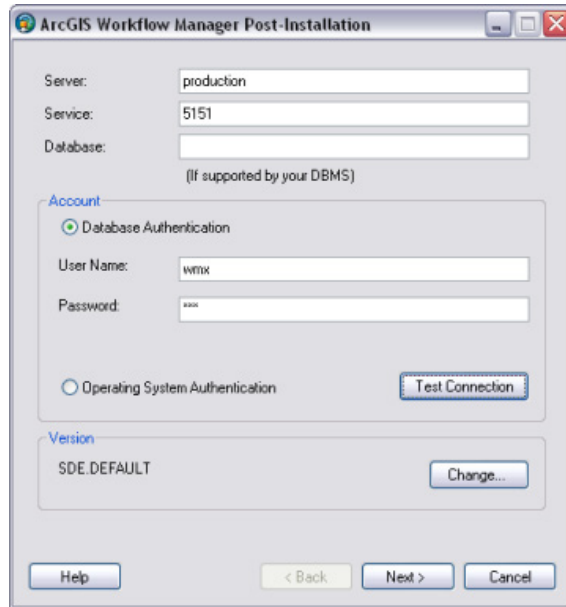 ArcGIS Workflow Manager Post-Installation
Server: production
Service: 5151
Database:
(If supported by your DBMS)
Account
Database Authentication
User Name: wmx
Password: ***
Operating System Authentication Test Connection
Version
SDE.DEFAULT Change...
Help < Back Next > Cancel